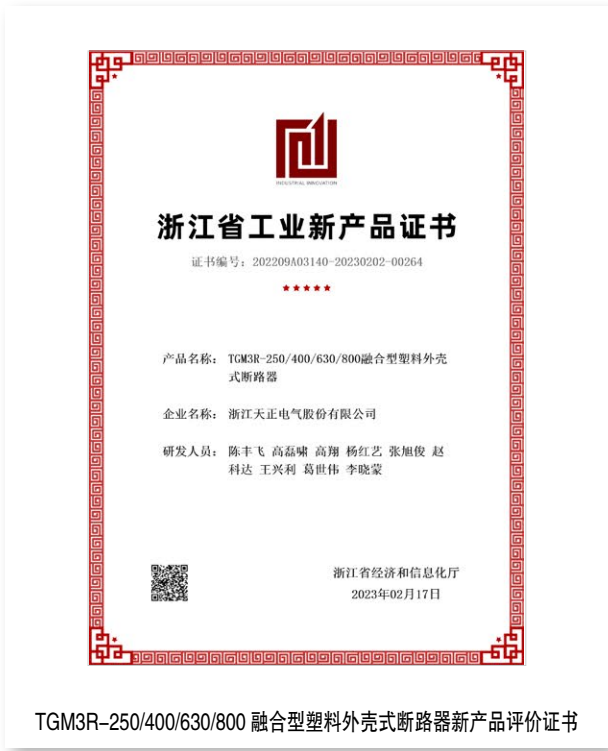 INDUSTRIAL INNOVATION
浙江省工业新产品证书
证书编号：202209A03140-20230202-00264
产品名称：TGM3R-250/400/630/800融合型塑料外壳
式断路器
企业名称：浙江天正电气股份有限公司
研发人员：陈丰飞 高磊啸 高翔 杨红艺 张旭俊 赵
科达 王兴利 葛世伟 李晓蒙
浙江省经济和信息化厅
2023年02月17日
TGM3R-250/400/630/800 融合型塑料外壳式断路器新产品评价证书